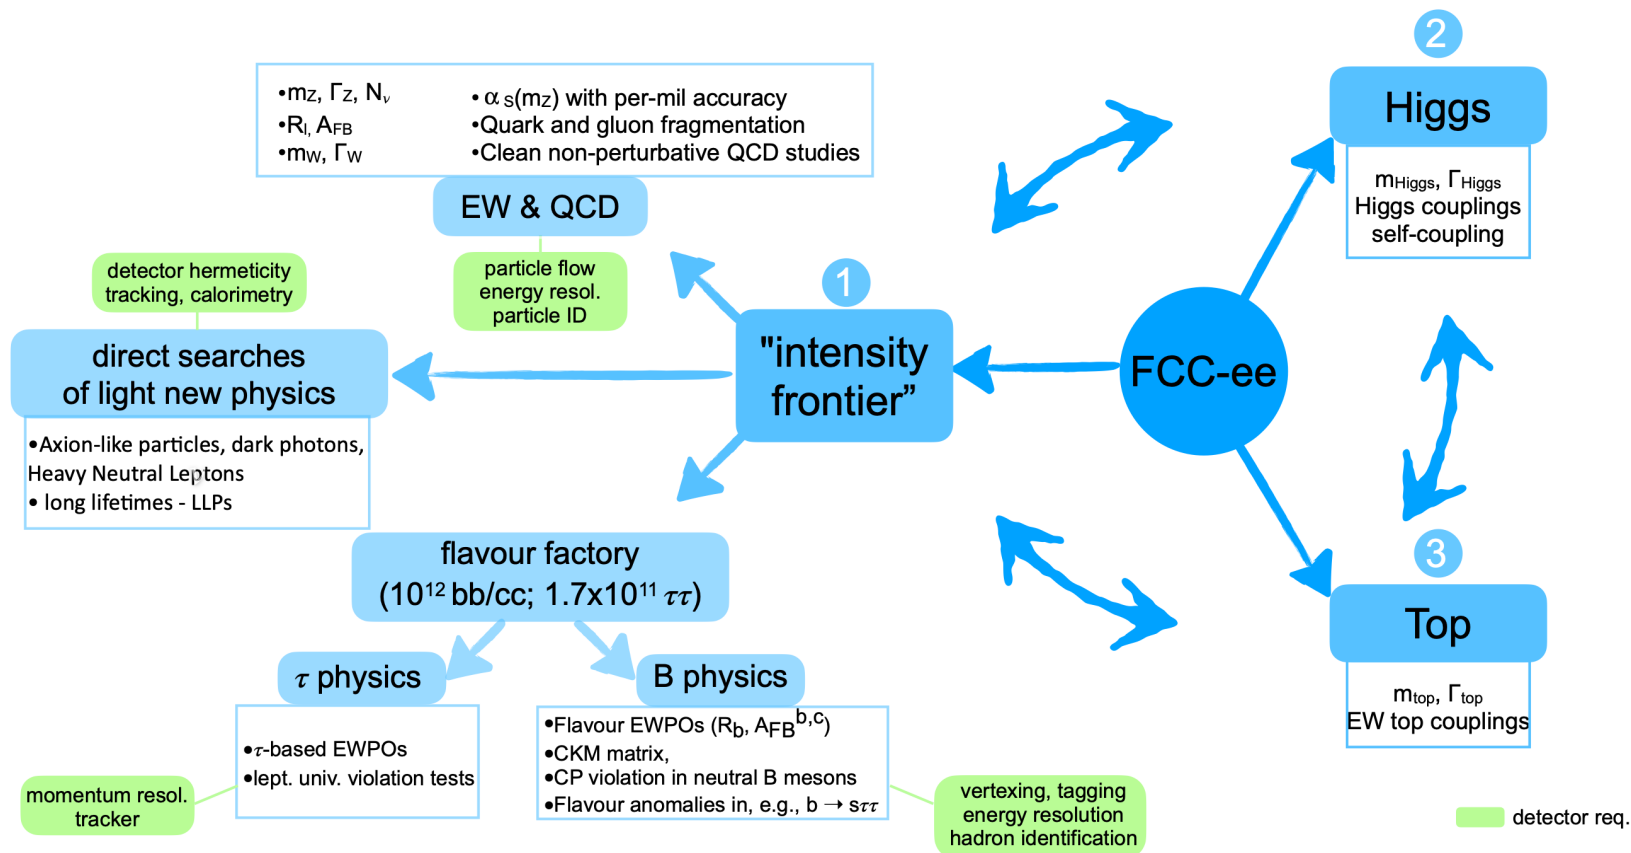 2
Higgs
mHiggs, ΓHiggs
Higgs couplings
self-coupling
•mZ, ΓZ, Nν
•Rl, AFB
•mW, ΓW
• αS(mZ) with per-mil accuracy
•Quark and gluon fragmentation
•Clean non-perturbative QCD studies
EW & QCD
particle flow
energy resol.
particle ID
detector hermeticity
tracking, calorimetry
direct searches
of light new physics
•Axion-like particles, dark photons,
Heavy Neutral Leptons
• long lifetimes - LLPs
1
"intensity
frontier”
FCC-ee
flavour factory
(10¹² bb/cc; 1.7x10¹¹ ττ)
τ physics
•τ-based EWPOs
•lept. univ. violation tests
momentum resol.
tracker
B physics
•Flavour EWPOs (Rb, AFB^b,c)
•CKM matrix,
•CP violation in neutral B mesons
•Flavour anomalies in, e.g., b → sττ
vertexing, tagging
energy resolution
hadron identification
3
Top
mtop, Γtop
EW top couplings
detector req.